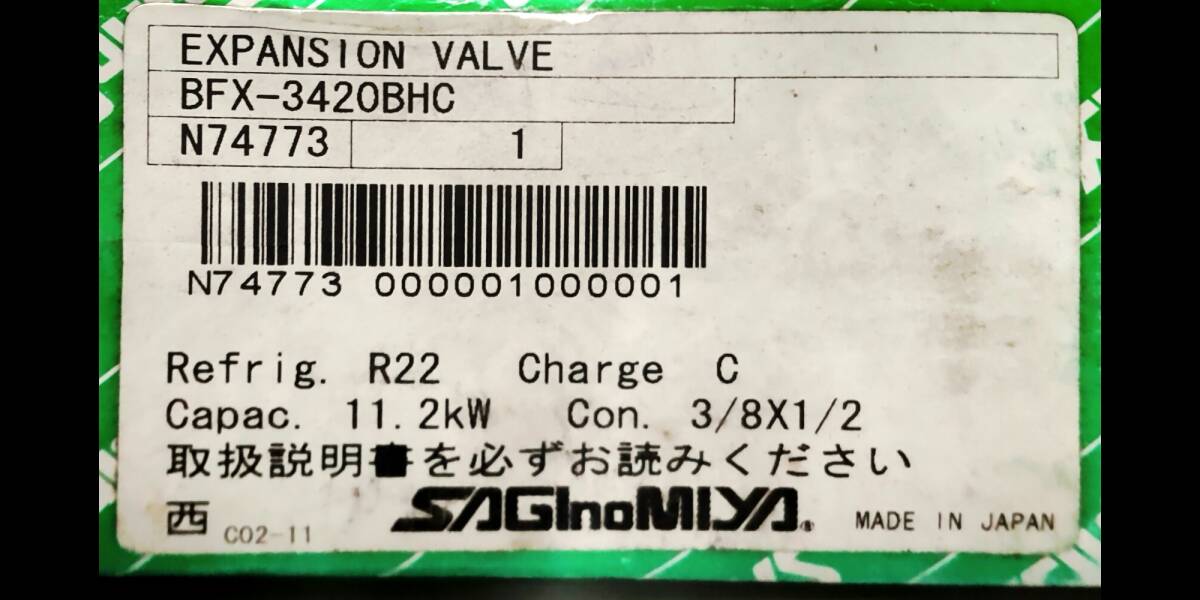 EXPANSION VALVE
BFX-3420BHC
N74773 1
N74773 000001000001
Refrig. R22 Charge C
Capac. 11.2kW Con. 3/8X1/2
取扱説明書を必ずお読みください
西 C02-11 SAGInoMIYA® MADE IN JAPAN